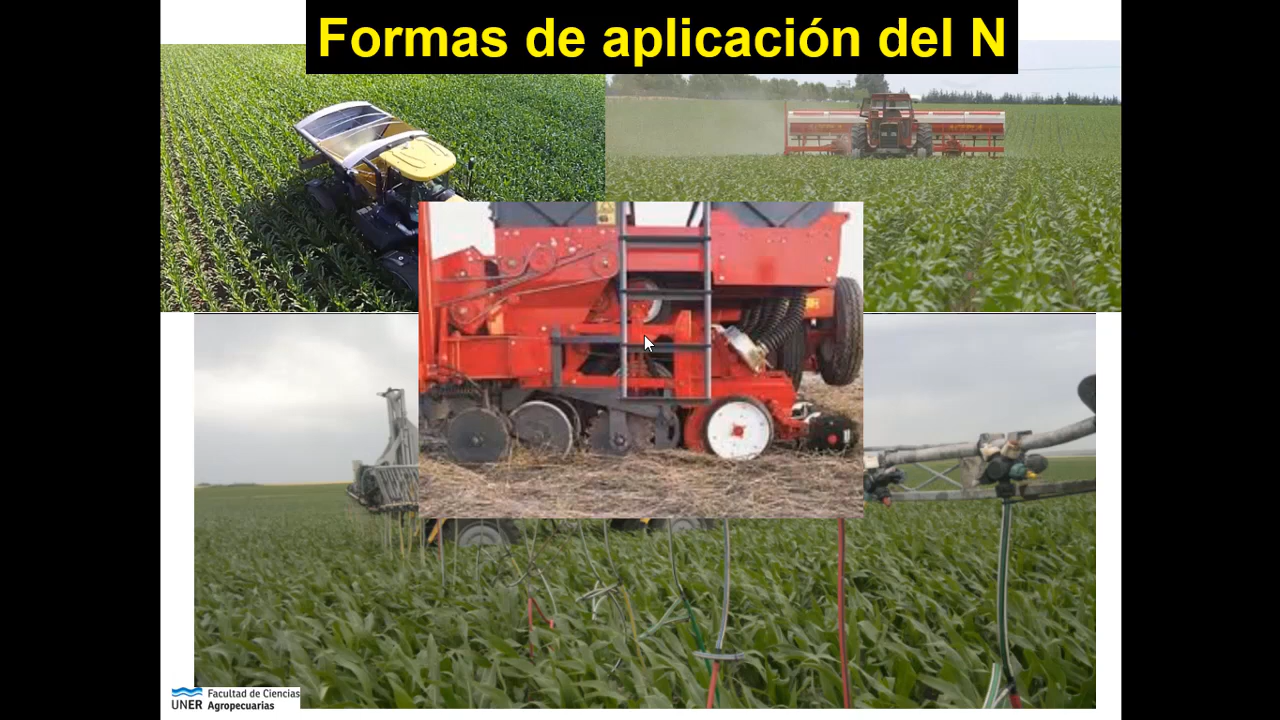 Formas de aplicación del N
Facultad de Ciencias
UNER Agropecuarias